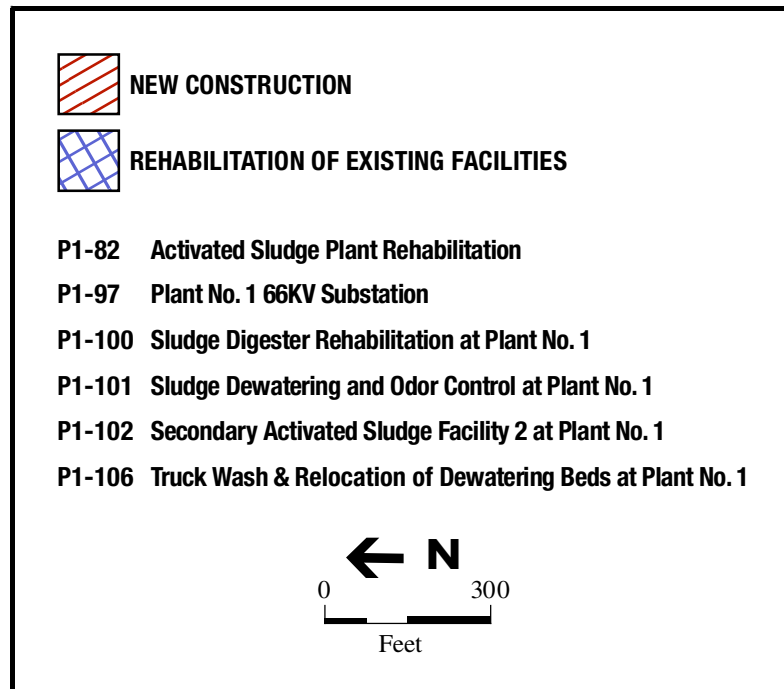 NEW CONSTRUCTION
REHABILITATION OF EXISTING FACILITIES
P1-82 Activated Sludge Plant Rehabilitation
P1-97 Plant No. 1 66KV Substation
P1-100 Sludge Digester Rehabilitation at Plant No. 1
P1-101 Sludge Dewatering and Odor Control at Plant No. 1
P1-102 Secondary Activated Sludge Facility 2 at Plant No. 1
P1-106 Truck Wash & Relocation of Dewatering Beds at Plant No. 1
N
0 300
Feet